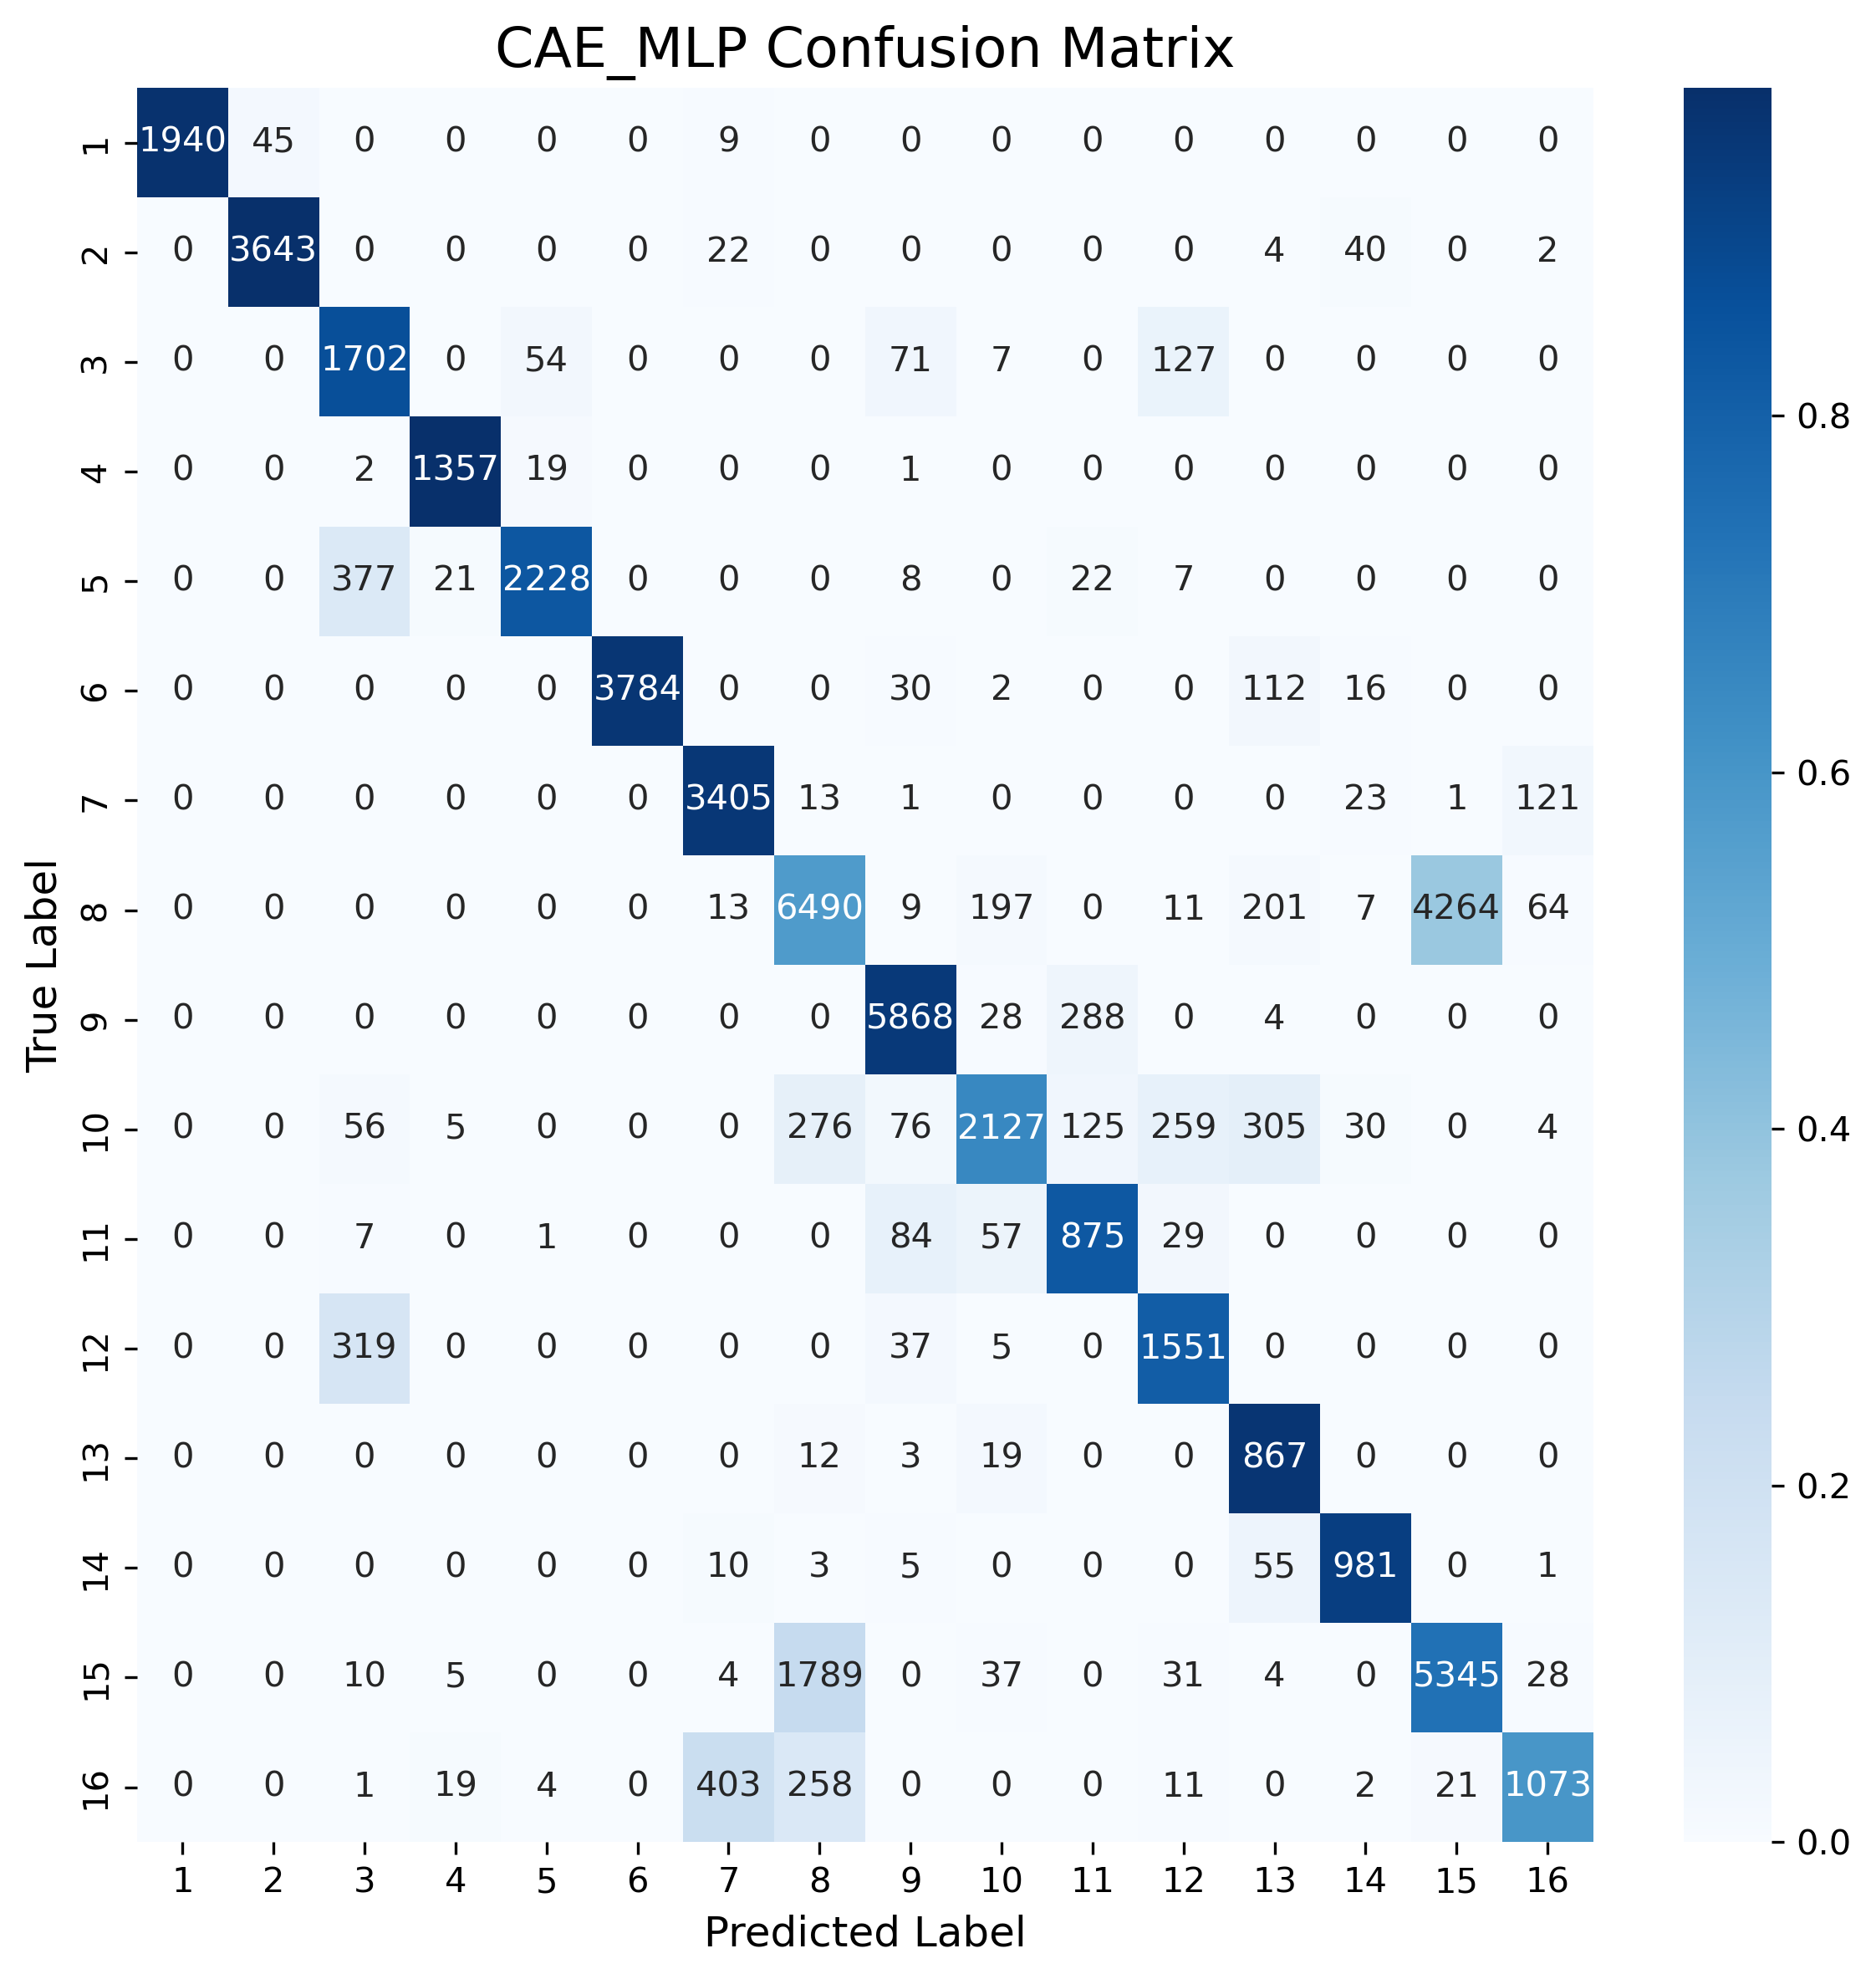 CAE_MLP Confusion Matrix
1 1940 45 0 0 0 0 9 0 0 0 0 0 0 0 0 0
2 0 3643 0 0 0 0 22 0 0 0 0 0 4 40 0 2
3 0 0 1702 0 54 0 0 0 71 7 0 127 0 0 0 0
4 0 0 2 1357 19 0 0 0 1 0 0 0 0 0 0 0
5 0 0 377 21 2228 0 0 0 8 0 22 7 0 0 0 0
6 0 0 0 0 0 3784 0 0 30 2 0 0 112 16 0 0
7 0 0 0 0 0 0 3405 13 1 0 0 0 0 23 1 121
8 0 0 0 0 0 0 13 6490 9 197 0 11 201 7 4264 64
9 0 0 0 0 0 0 0 0 5868 28 288 0 4 0 0 0
10 0 0 56 5 0 0 0 276 76 2127 125 259 305 30 0 4
11 0 0 7 0 1 0 0 0 84 57 875 29 0 0 0 0
12 0 0 319 0 0 0 0 0 37 5 0 1551 0 0 0 0
13 0 0 0 0 0 0 0 12 3 19 0 0 867 0 0 0
14 0 0 0 0 0 0 10 3 5 0 0 0 55 981 0 1
15 0 0 10 5 0 0 4 1789 0 37 0 31 4 0 5345 28
16 0 0 1 19 4 0 403 258 0 0 0 11 0 2 21 1073
1 2 3 4 5 6 7 8 9 10 11 12 13 14 15 16
Predicted Label
True Label
0.8
0.6
0.4
0.2
0.0